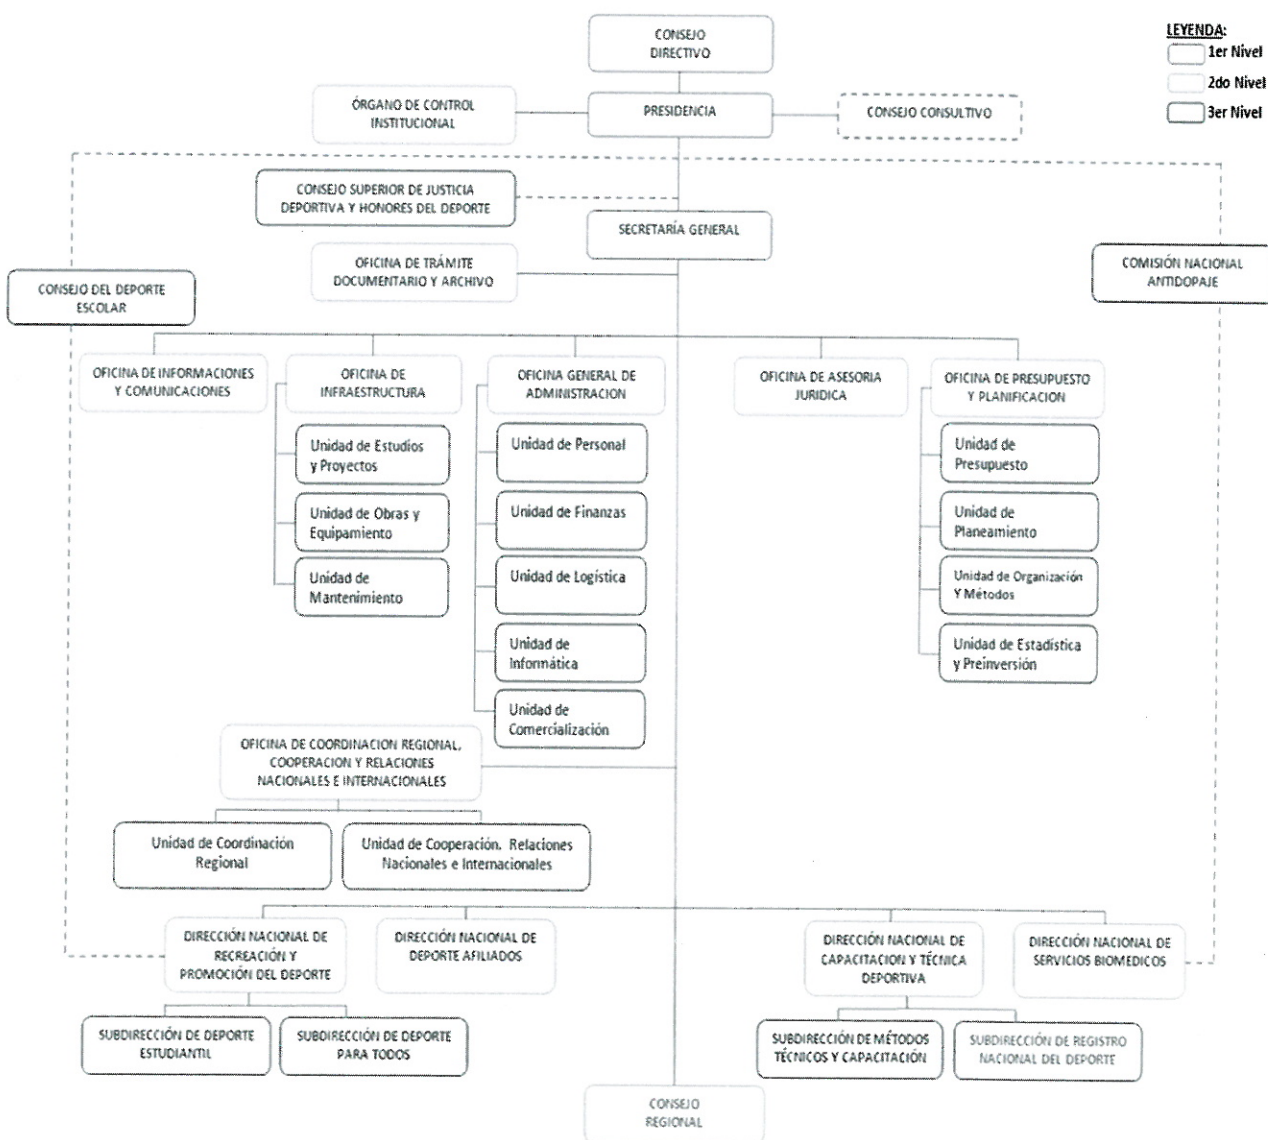 CONSEJO
DIRECTIVO
LEYENDA:
1er Nivel
2do Nivel
3er Nivel
ÓRGANO DE CONTROL
INSTITUCIONAL
PRESIDENCIA
CONSEJO CONSULTIVO
CONSEJO SUPERIOR DE JUSTICIA
DEPORTIVA Y HONORES DEL DEPORTE
SECRETARÍA GENERAL
OFICINA DE TRÁMITE
DOCUMENTARIO Y ARCHIVO
CONSEJO DEL DEPORTE
ESCOLAR
COMISIÓN NACIONAL
ANTIDOPAJE
OFICINA DE INFORMACIONES
Y COMUNICACIONES
OFICINA DE
INFRAESTRUCTURA
OFICINA GENERAL DE
ADMINISTRACION
OFICINA DE ASESORIA
JURIDICA
OFICINA DE PRESUPUESTO
Y PLANIFICACION
Unidad de Estudios
y Proyectos
Unidad de Obras y
Equipamiento
Unidad de
Mantenimiento
Unidad de Personal
Unidad de Finanzas
Unidad de Logística
Unidad de
Informática
Unidad de
Comercialización
Unidad de
Presupuesto
Unidad de
Planeamiento
Unidad de Organización
Y Métodos
Unidad de Estadística
y Preinversión
OFICINA DE COORDINACION REGIONAL,
COOPERACION Y RELACIONES
NACIONALES E INTERNACIONALES
Unidad de Coordinación
Regional
Unidad de Cooperación. Relaciones
Nacionales e Internacionales
DIRECCIÓN NACIONAL DE
RECREACIÓN Y
PROMOCIÓN DEL DEPORTE
DIRECCIÓN NACIONAL DE
DEPORTE AFILIADOS
DIRECCIÓN NACIONAL DE
CAPACITACION Y TÉCNICA
DEPORTIVA
DIRECCIÓN NACIONAL DE
SERVICIOS BIOMEDICOS
SUBDIRECCIÓN DE DEPORTE
ESTUDIANTIL
SUBDIRECCIÓN DE DEPORTE
PARA TODOS
SUBDIRECCIÓN DE MÉTODOS
TÉCNICOS Y CAPACITACIÓN
SUBDIRECCIÓN DE REGISTRO
NACIONAL DEL DEPORTE
CONSEJO
REGIONAL